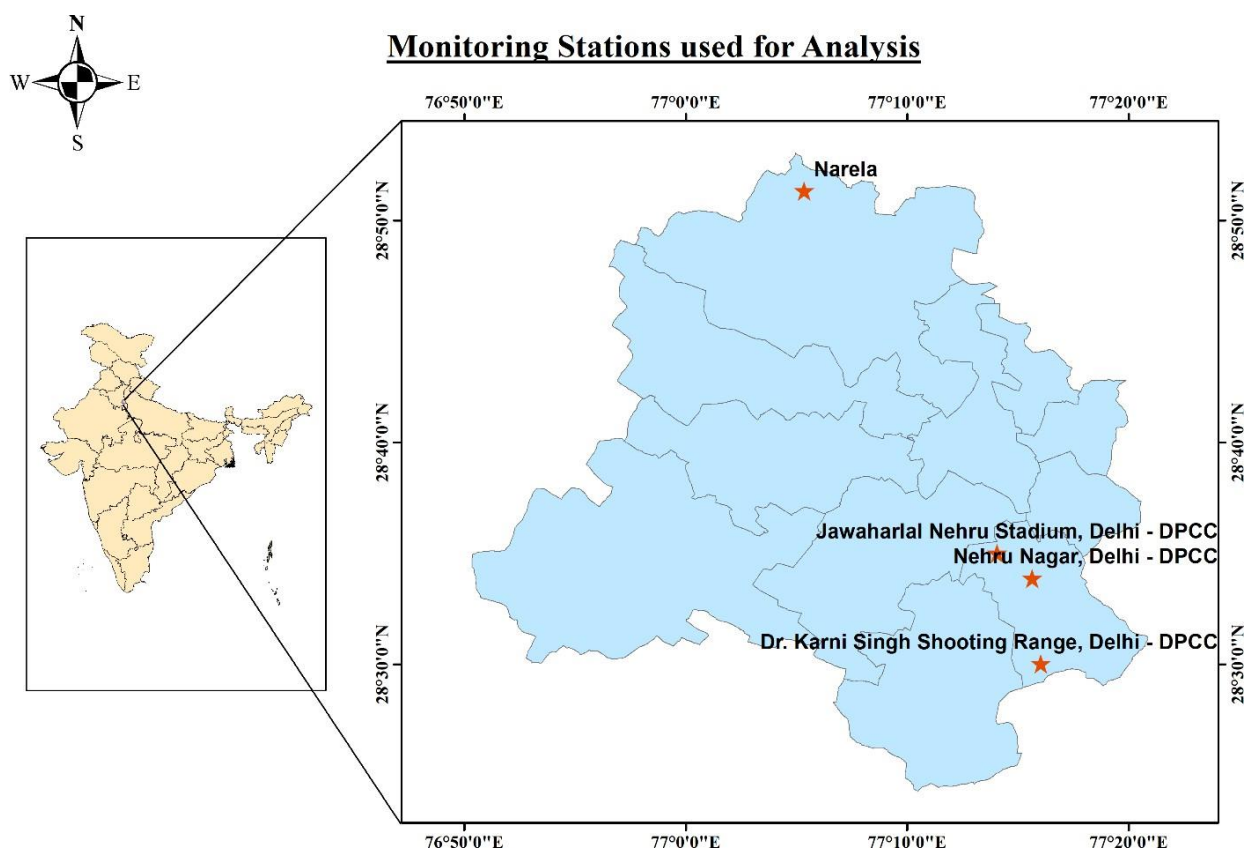 N
Monitoring Stations used for Analysis
W
E
S
76°50'0"E
77°0'0"E
77°10'0"E
77°20'0"E
Narela
28°50'0"N
28°50'0"N
28°40'0"N
28°40'0"N
Jawaharlal Nehru Stadium, Delhi - DPCC
Nehru Nagar, Delhi - DPCC
Dr. Karni Singh Shooting Range, Delhi - DPCC
28°30'0"N
28°30'0"N
76°50'0"E
77°0'0"E
77°10'0"E
77°20'0"E